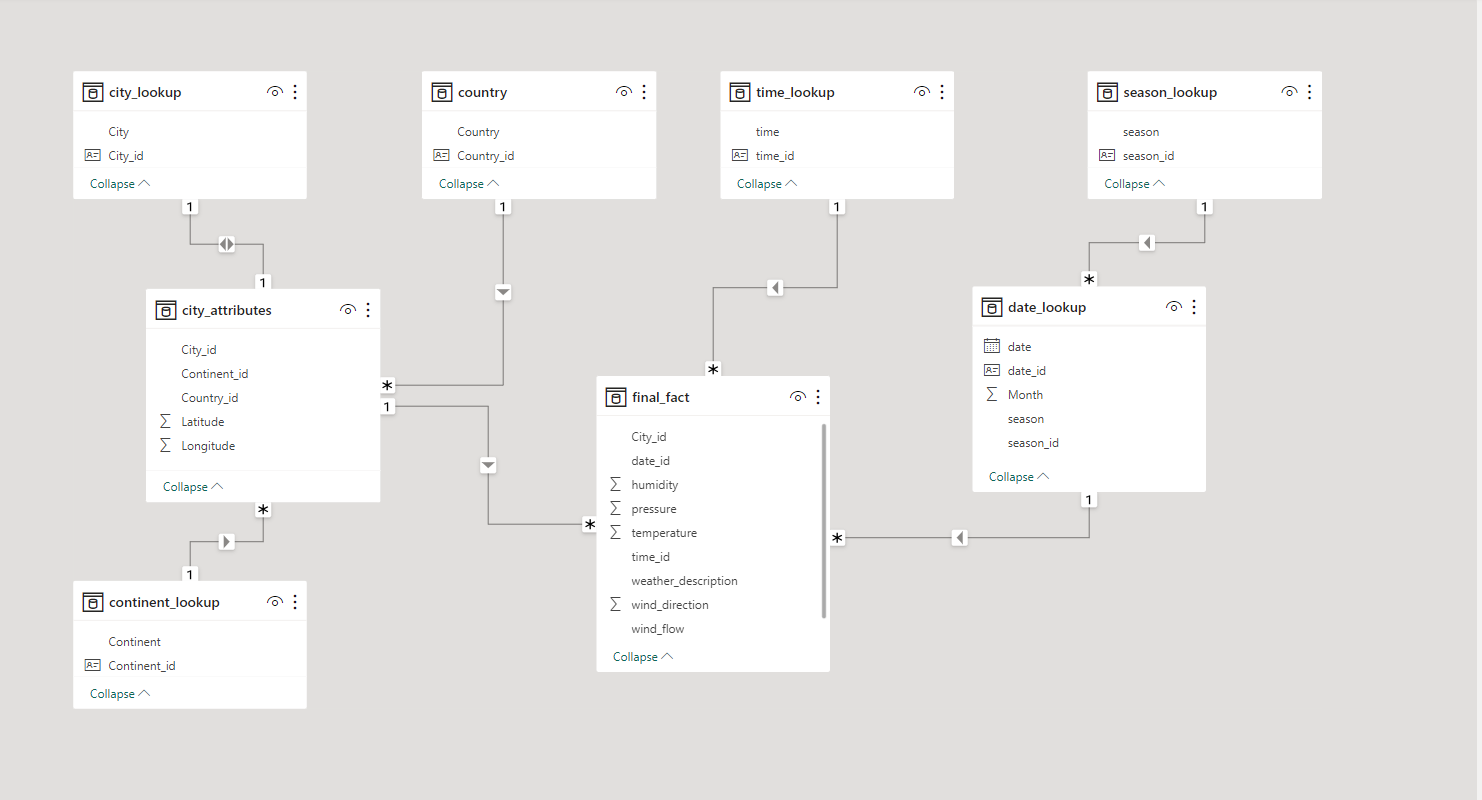 city_lookup
City
City_id
Collapse
1
country
Country
Country_id
Collapse
1
time_lookup
time
time_id
Collapse
1
season_lookup
season
season_id
Collapse
1
1
city_attributes
City_id
Continent_id
Country_id
Latitude
Longitude
Collapse
*
1
*
1
continent_lookup
Continent
Continent_id
Collapse
*
final_fact
City_id
date_id
humidity
pressure
temperature
time_id
weather_description
wind_direction
wind_flow
Collapse
*
*
*
date_lookup
date
date_id
Month
season
season_id
Collapse
1